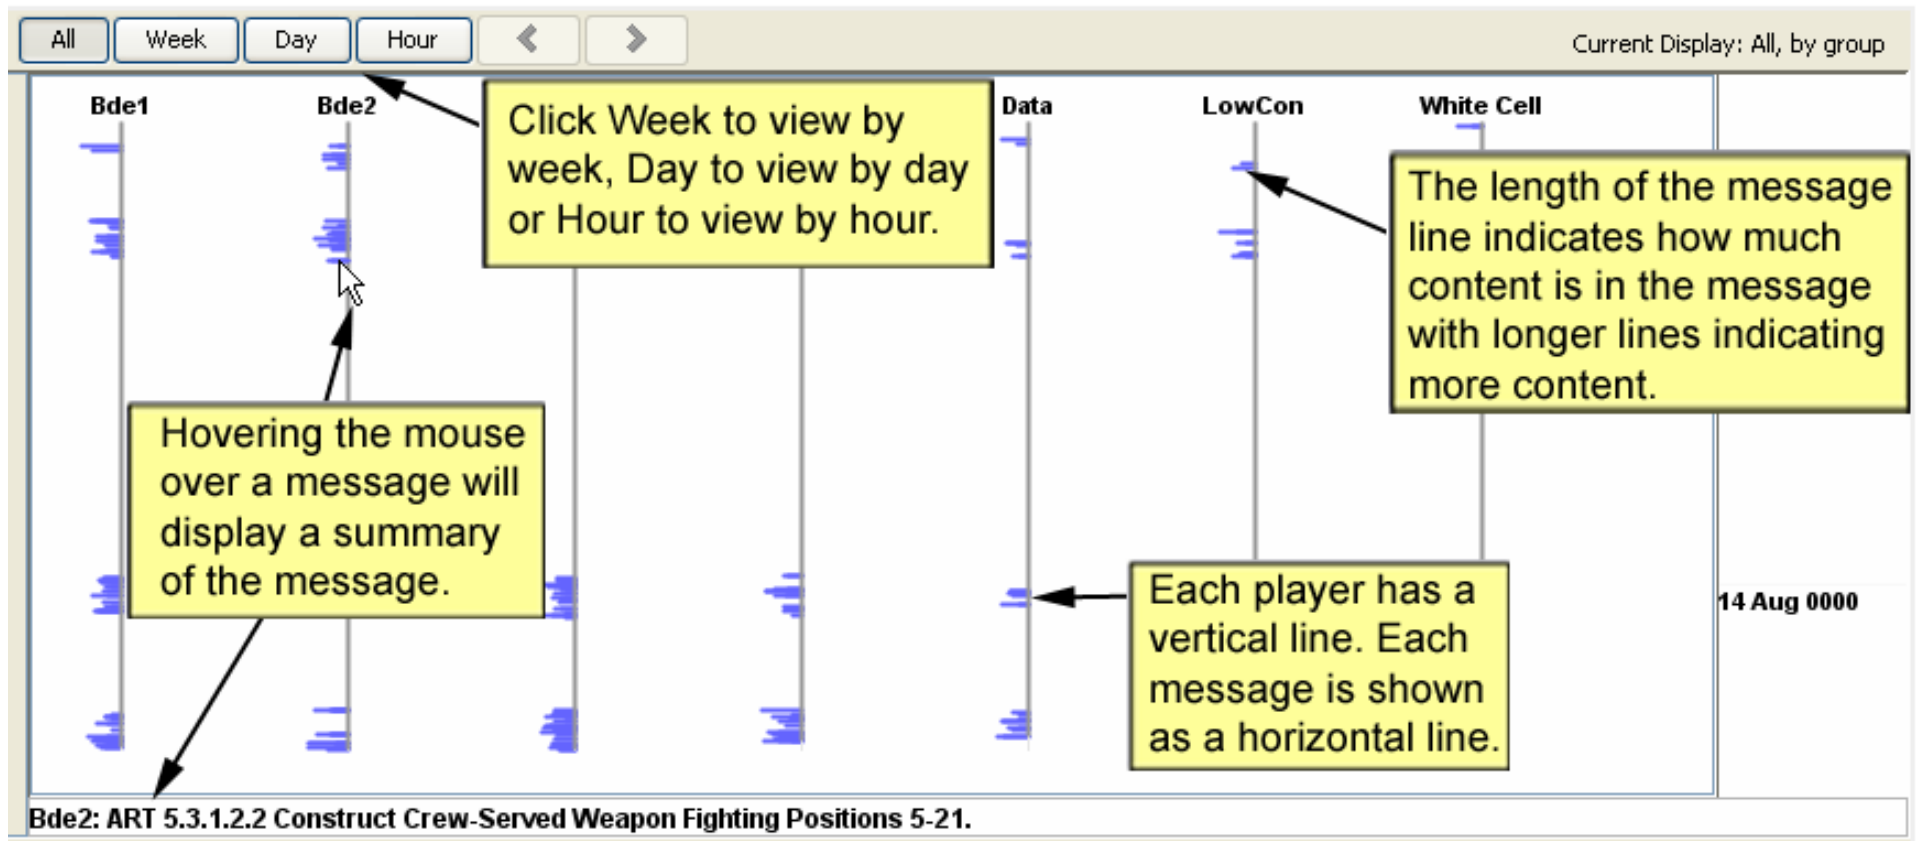 All Week Day Hour
Current Display: All, by group
Bde1 Bde2 Data LowCon White Cell
Click Week to view by
week, Day to view by day
or Hour to view by hour.
The length of the message
line indicates how much
content is in the message
with longer lines indicating
more content.
Hovering the mouse
over a message will
display a summary
of the message.
Each player has a
vertical line. Each
message is shown
as a horizontal line.
14 Aug 0000
Bde2: ART 5.3.1.2.2 Construct Crew-Served Weapon Fighting Positions 5-21.